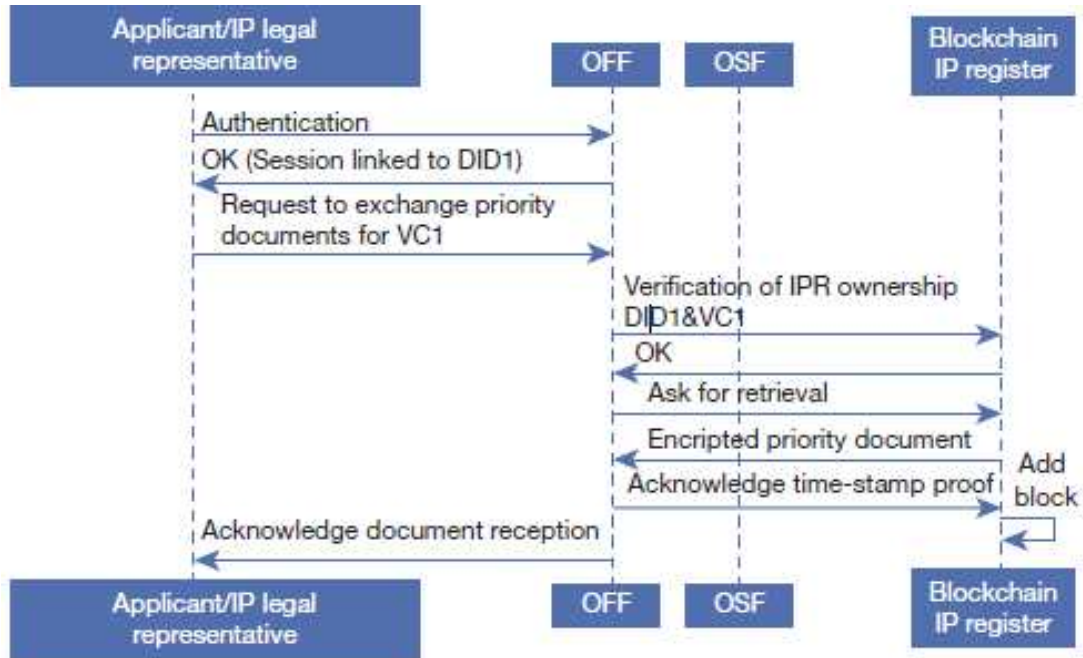 Applicant/IP legal
representative
OFF
OSF
Blockchain
IP register
Authentication
OK (Session linked to DID1)
Request to exchange priority
documents for VC1
Verification of IPR ownership
DID1&VC1
OK
Ask for retrieval
Encripted priority document
Acknowledge time-stamp proof
Add
block
Acknowledge document reception
Applicant/IP legal
representative
OFF
OSF
Blockchain
IP register